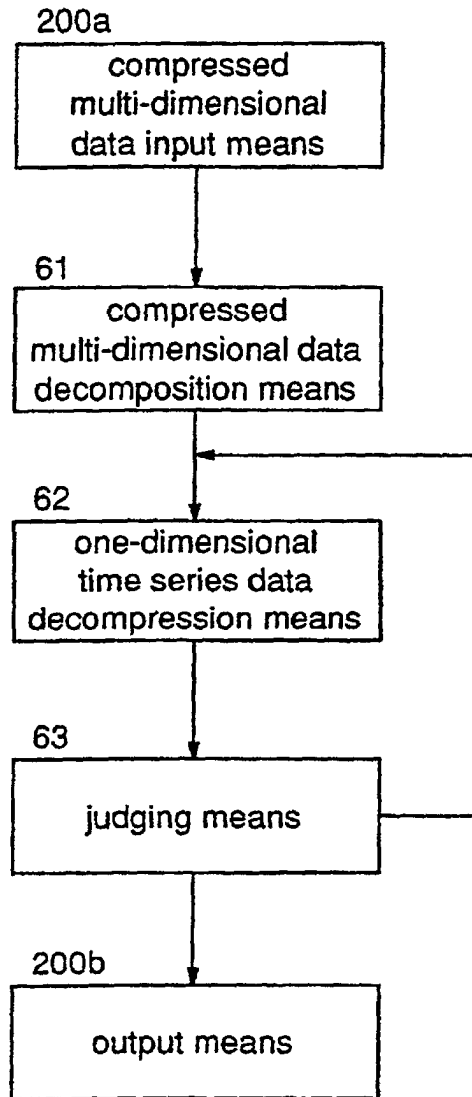 200a
compressed
multi-dimensional
data input means
61
compressed
multi-dimensional data
decomposition means
62
one-dimensional
time series data
decompression means
63
judging means
200b
output means